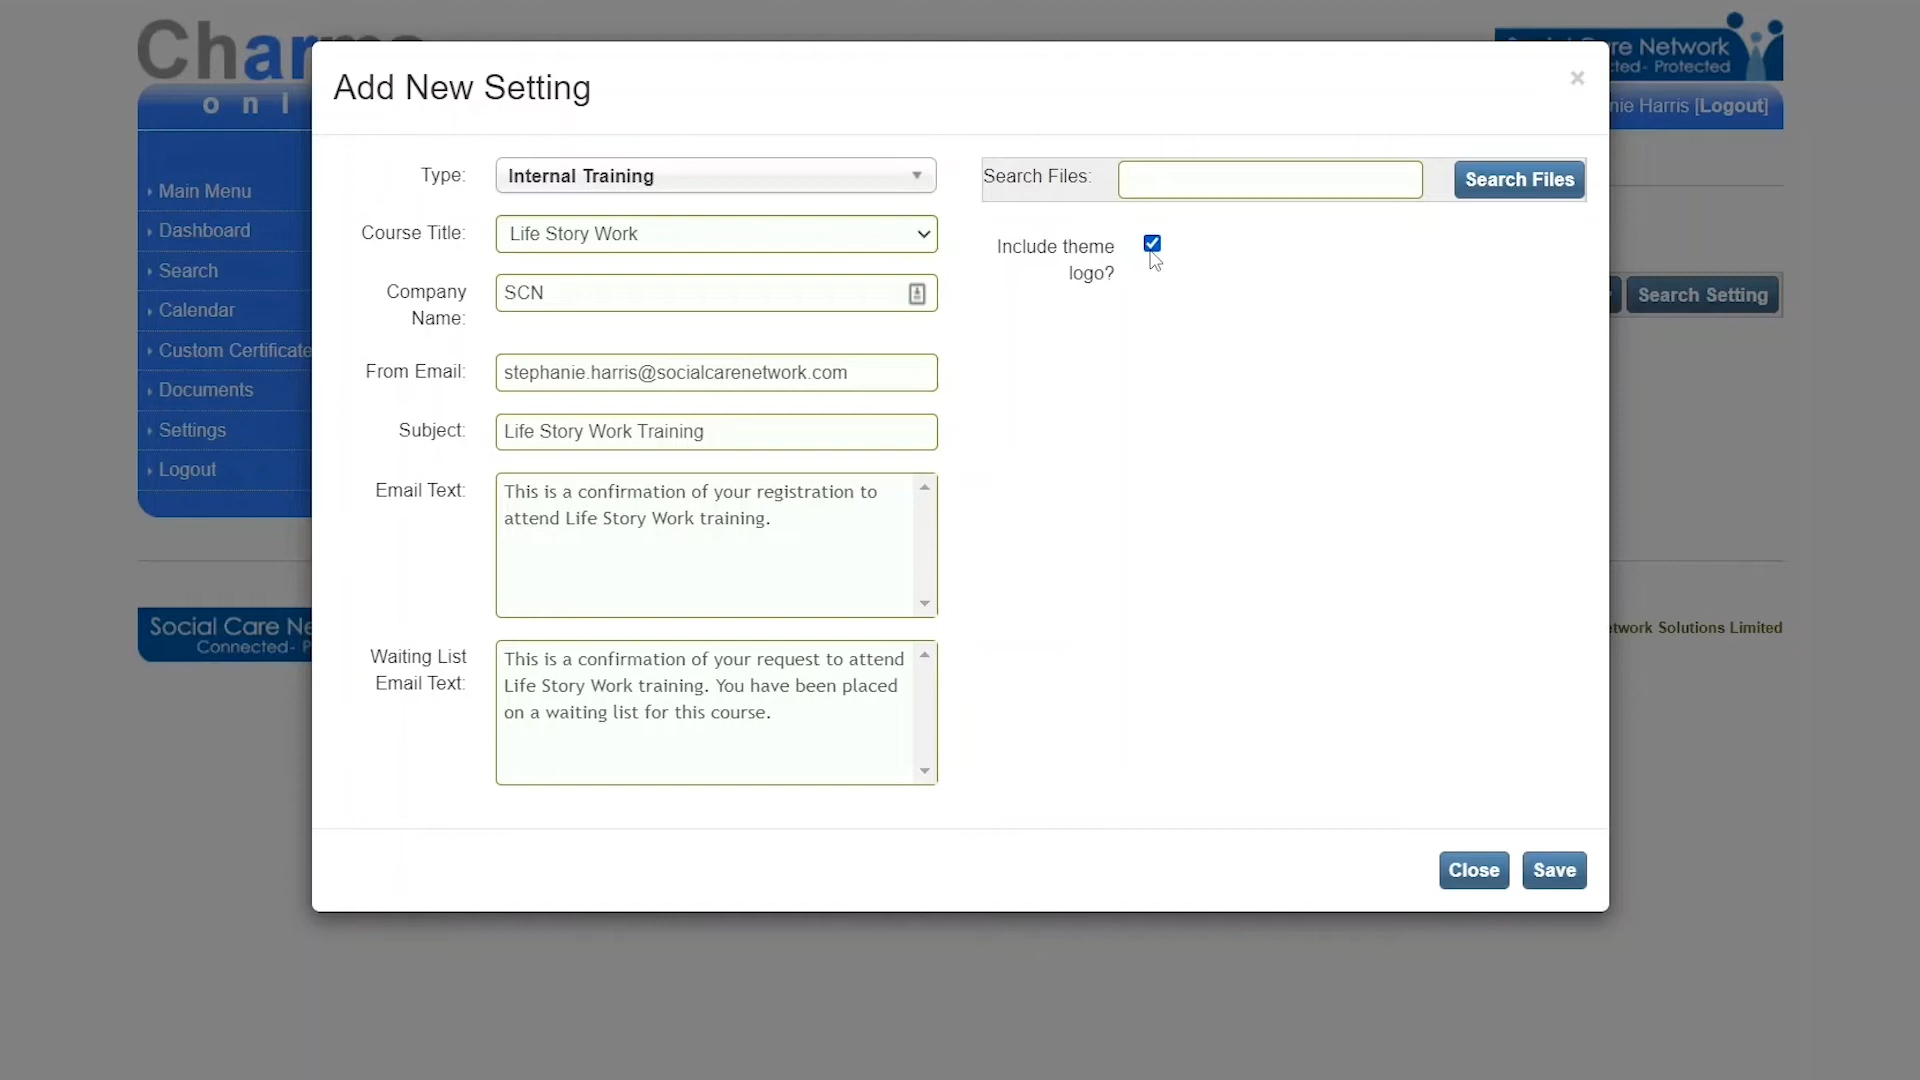 Add New Setting
×
Type:
Internal Training
Course Title:
Life Story Work
Company
Name:
SCN
From Email:
stephanie.harris@socialcarenetwork.com
Subject:
Life Story Work Training
Email Text:
This is a confirmation of your registration to
attend Life Story Work training.
Waiting List
Email Text:
This is a confirmation of your request to attend
Life Story Work training. You have been placed
on a waiting list for this course.
Search Files:
Search Files
Include theme
logo?
Close
Save
Main Menu
Dashboard
Search
Calendar
Custom Certificate
Documents
Settings
Logout
Network
Protected
Harris [Logout]
Search Setting
Social Care
Connected-
Solutions Limited